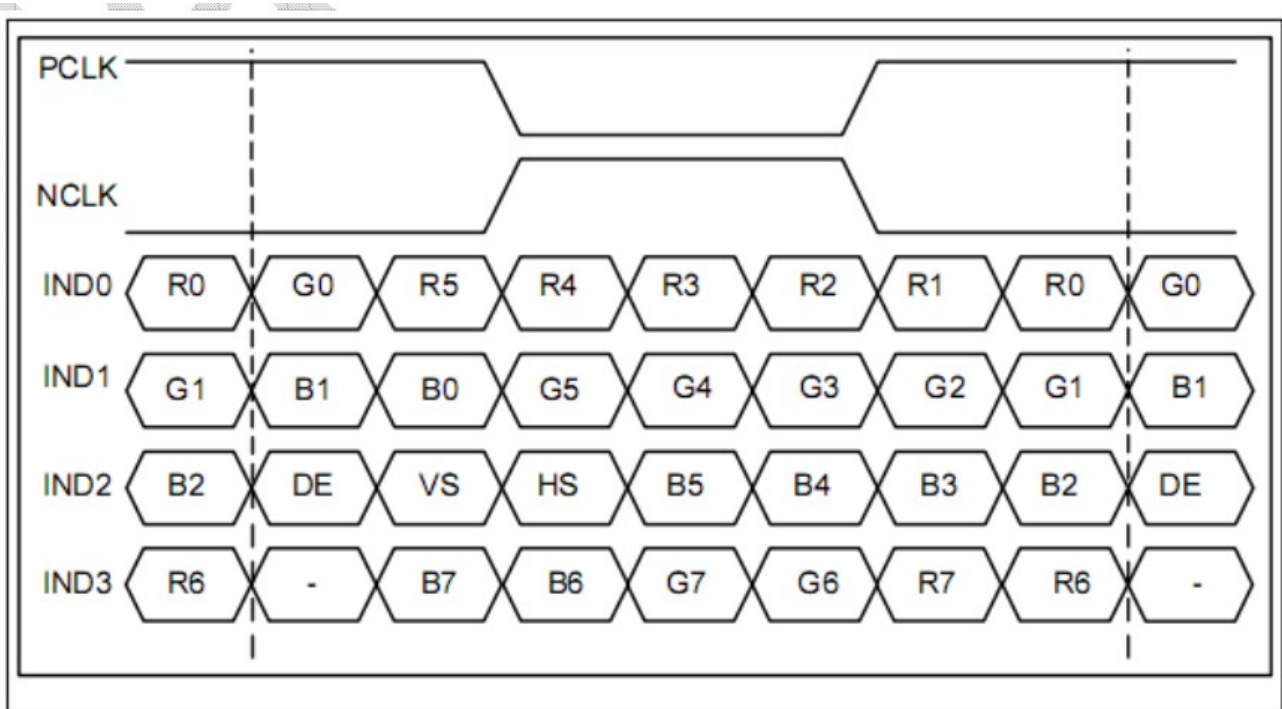 PCLK
NCLK
IND0 R0 G0 R5 R4 R3 R2 R1 R0 G0
IND1 G1 B1 B0 G5 G4 G3 G2 G1 B1
IND2 B2 DE VS HS B5 B4 B3 B2 DE
IND3 R6 - B7 B6 G7 G6 R7 R6 -